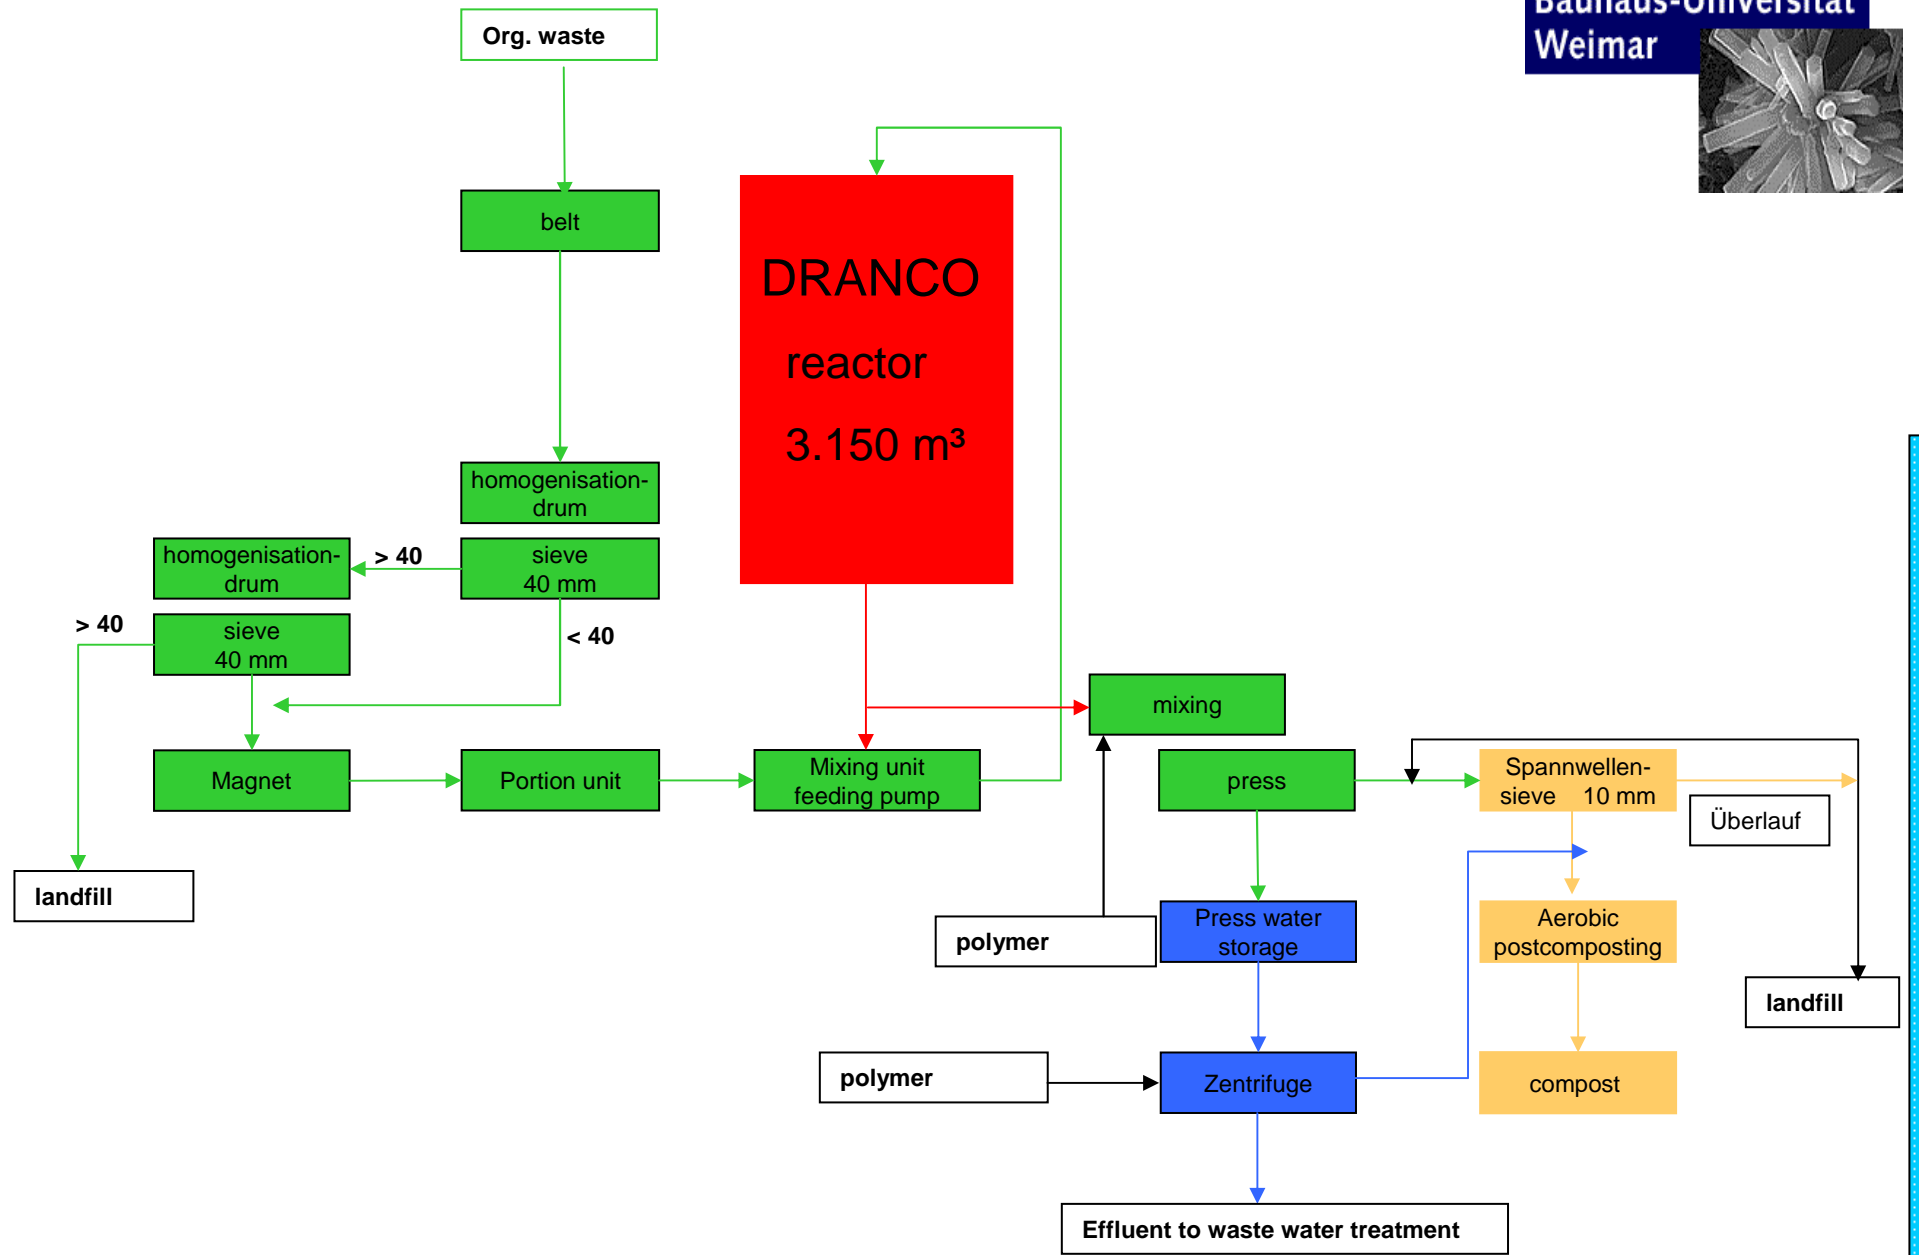 Bauhaus-Universität
Weimar
Org. waste
belt
DRANCO
reactor
3.150 m³
homogenisation-
drum
sieve
40 mm
> 40
homogenisation-
drum
sieve
40 mm
> 40
< 40
mixing
Magnet
Portion unit
Mixing unit
feeding pump
press
Spannwellen-
sieve 10 mm
Überlauf
landfill
polymer
Press water
storage
Aerobic
postcomposting
landfill
polymer
Zentrifuge
compost
Effluent to waste water treatment